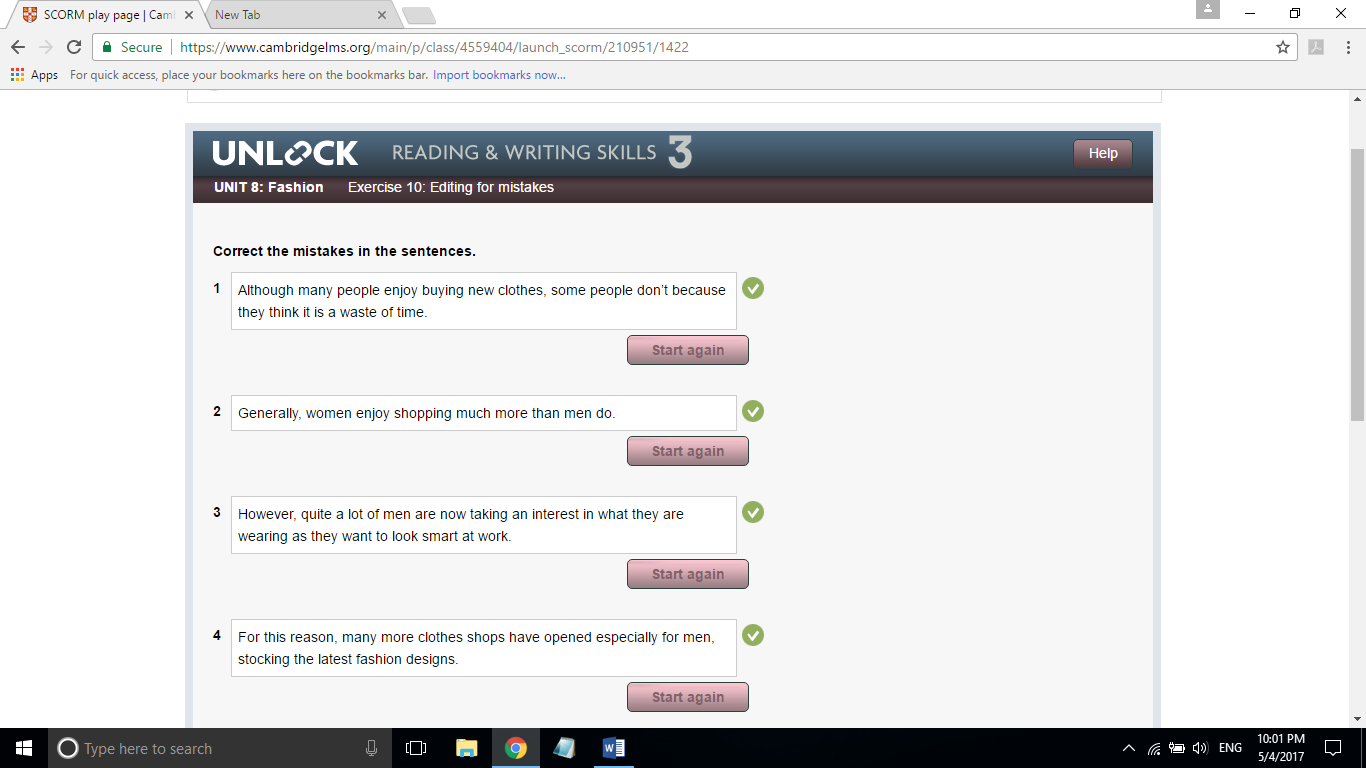 SCORM play page | Cam
New Tab
Secure
https://www.cambridgelms.org/main/p/class/4559404/launch_scorm/210951/1422
Apps
For quick access, place your bookmarks here on the bookmarks bar. Import bookmarks now...
UNLOCK READING & WRITING SKILLS 3
Help
UNIT 8: Fashion Exercise 10: Editing for mistakes
Correct the mistakes in the sentences.
1 Although many people enjoy buying new clothes, some people don't because
they think it is a waste of time.
Start again
2 Generally, women enjoy shopping much more than men do.
Start again
3 However, quite a lot of men are now taking an interest in what they are
wearing as they want to look smart at work.
Start again
4 For this reason, many more clothes shops have opened especially for men,
stocking the latest fashion designs.
Start again
Type here to search
ENG
10:01 PM
5/4/2017